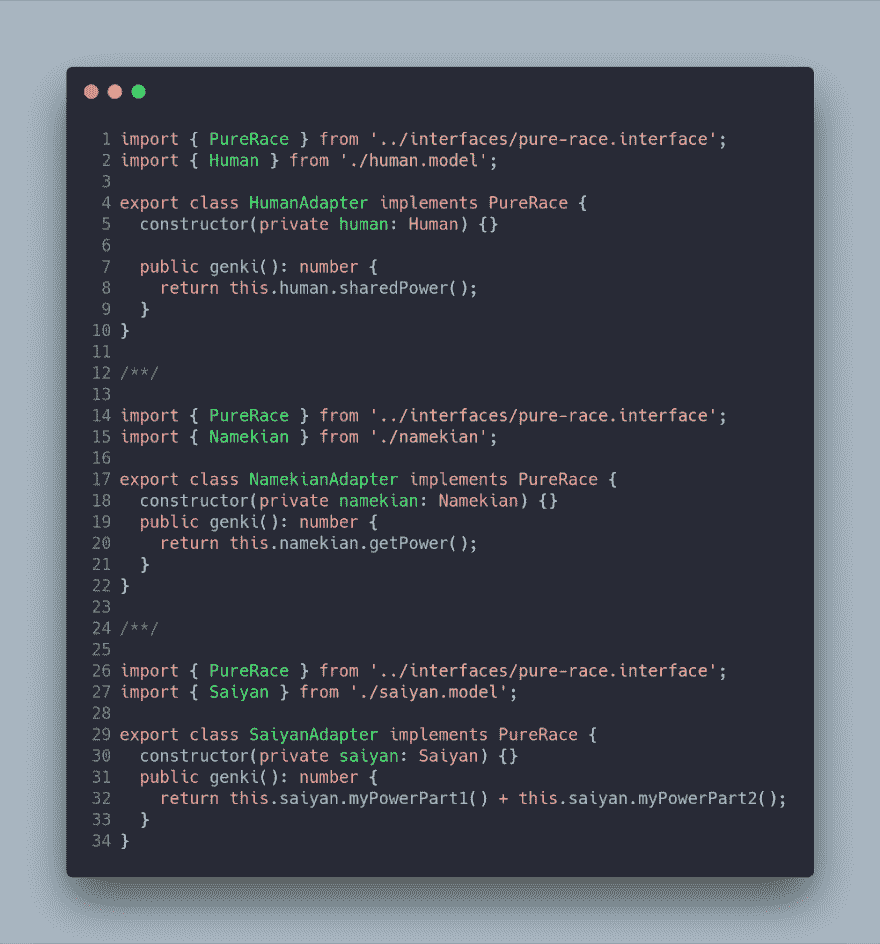 1 import { PureRace } from '../interfaces/pure-race.interface';
2 import { Human } from './human.model';
3
4 export class HumanAdapter implements PureRace {
5   constructor(private human: Human) {}
6
7   public genki(): number {
8     return this.human.sharedPower();
9   }
10 }
11
12 /**/
13
14 import { PureRace } from '../interfaces/pure-race.interface';
15 import { Namekian } from './namekian';
16
17 export class NamekianAdapter implements PureRace {
18   constructor(private namekian: Namekian) {}
19   public genki(): number {
20     return this.namekian.getPower();
21   }
22 }
23
24 /**/
25
26 import { PureRace } from '../interfaces/pure-race.interface';
27 import { Saiyan } from './saiyan.model';
28
29 export class SaiyanAdapter implements PureRace {
30   constructor(private saiyan: Saiyan) {}
31   public genki(): number {
32     return this.saiyan.myPowerPart1() + this.saiyan.myPowerPart2();
33   }
34 }